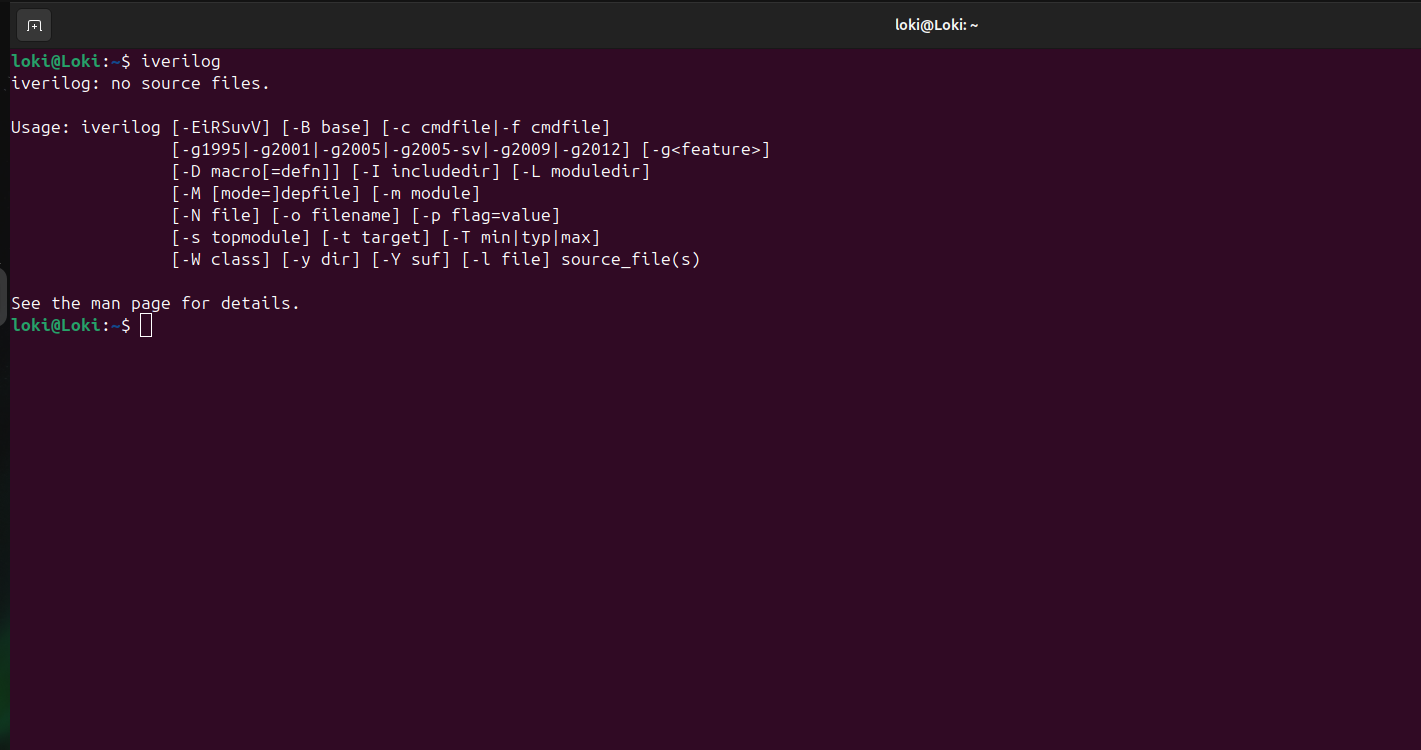 loki@Loki: ~
loki@Loki:~$ iverilog
iverilog: no source files.
Usage: iverilog [-EiRSuvV] [-B base] [-c cmdfile|-f cmdfile]
[-g1995|-g2001|-g2005|-g2005-sv|-g2009|-g2012] [-g<feature>]
[-D macro[=defn]] [-I includedir] [-L moduledir]
[-M [mode=]depfile] [-m module]
[-N file] [-o filename] [-p flag=value]
[-s topmodule] [-t target] [-T min|typ|max]
[-W class] [-y dir] [-Y suf] [-l file] source_file(s)
See the man page for details.
loki@Loki:~$